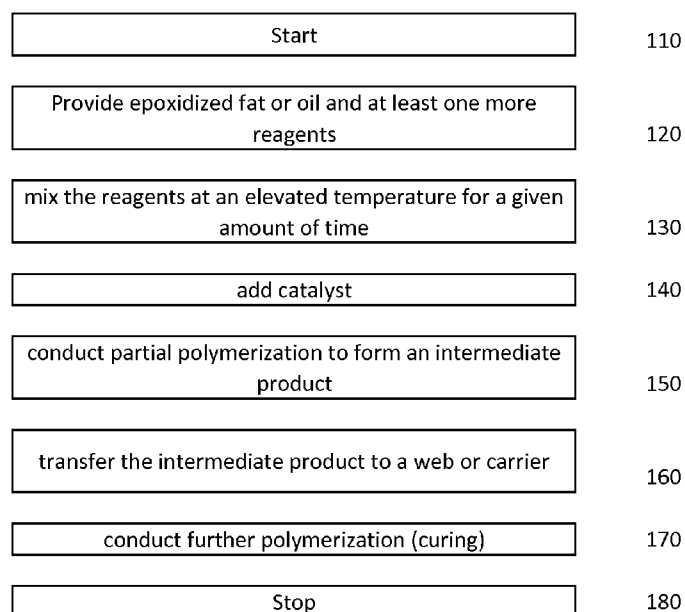 Start
110
Provide epoxidized fat or oil and at least one more
reagents
120
mix the reagents at an elevated temperature for a given
amount of time
130
add catalyst
140
conduct partial polymerization to form an intermediate
product
150
transfer the intermediate product to a web or carrier
160
conduct further polymerization (curing)
170
Stop
180